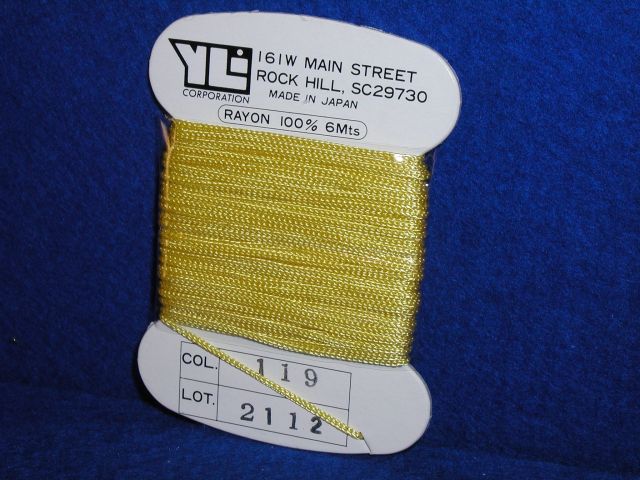 YLI
CORPORATION
161W MAIN STREET
ROCK HILL, SC29730
MADE IN JAPAN
RAYON 100% 6Mts
COL. 119
LOT. 2112